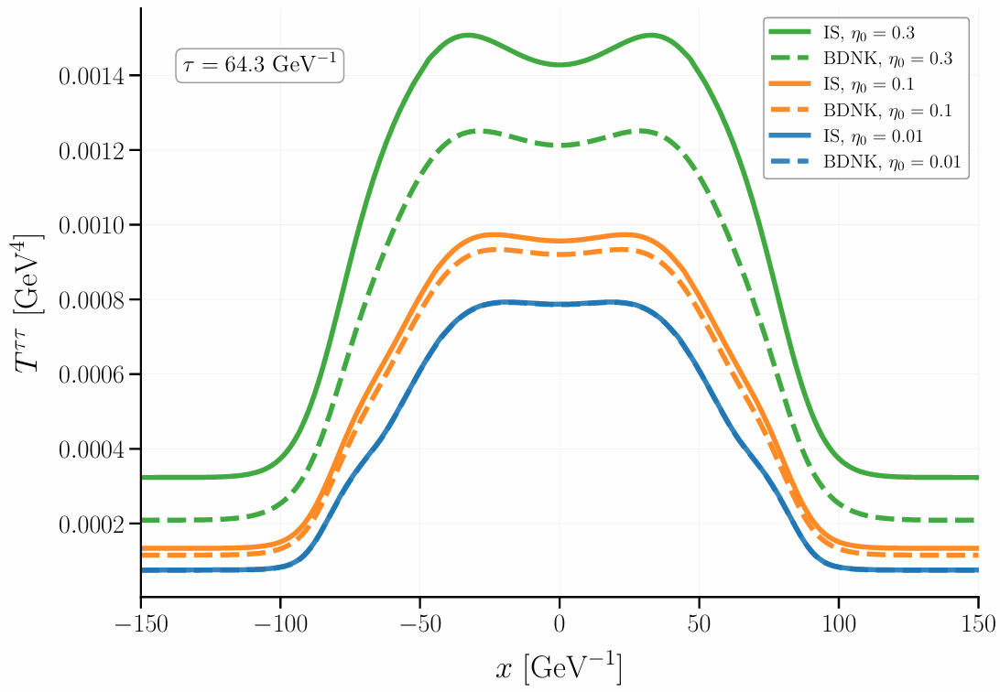 τ = 64.3 GeV⁻¹
IS, η₀ = 0.3
BDNK, η₀ = 0.3
IS, η₀ = 0.1
BDNK, η₀ = 0.1
IS, η₀ = 0.01
BDNK, η₀ = 0.01
T^ττ [GeV⁴]
0.0014
0.0012
0.0010
0.0008
0.0006
0.0004
0.0002
−150
−100
−50
0
50
100
150
x [GeV⁻¹]